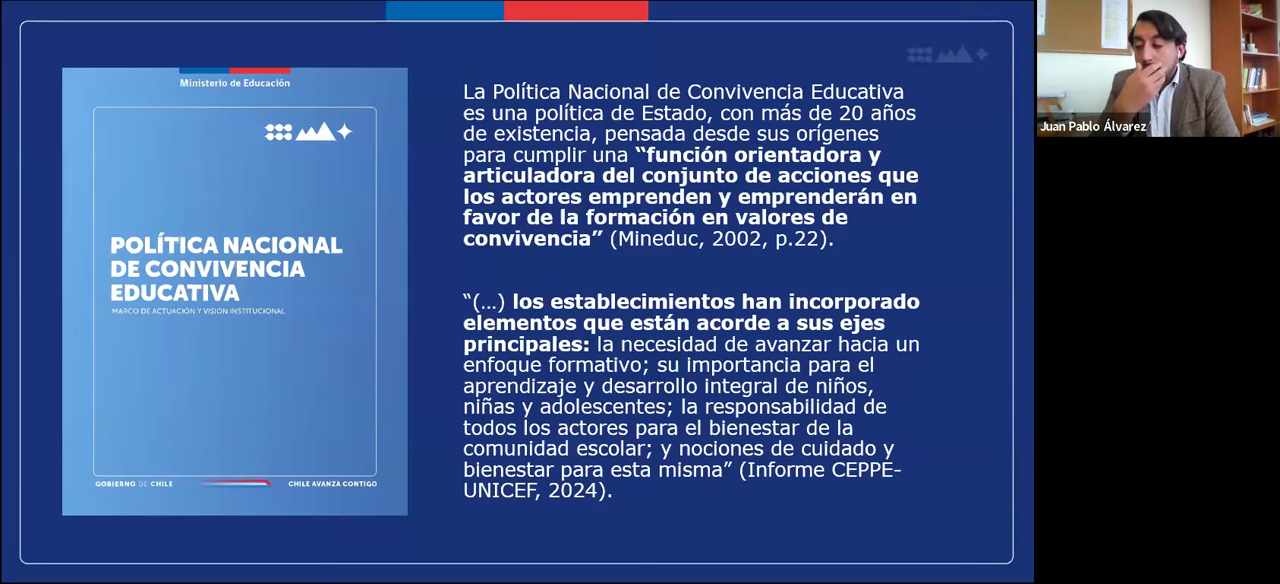 Ministerio de Educación
POLÍTICA NACIONAL
DE CONVIVENCIA
EDUCATIVA
MARCO DE ACTUACIÓN Y VISIÓN INSTITUCIONAL
GOBIERNO DE CHILE
CHILE AVANZA CONTIGO
La Política Nacional de Convivencia Educativa
es una política de Estado, con más de 20 años
de existencia, pensada desde sus orígenes
para cumplir una “función orientadora y
articuladora del conjunto de acciones que
los actores emprenden y emprenderán en
favor de la formación en valores de
convivencia” (Mineduc, 2002, p.22).
“(…) los establecimientos han incorporado
elementos que están acorde a sus ejes
principales: la necesidad de avanzar hacia un
enfoque formativo; su importancia para el
aprendizaje y desarrollo integral de niños,
niñas y adolescentes; la responsabilidad de
todos los actores para el bienestar de la
comunidad escolar; y nociones de cuidado y
bienestar para esta misma” (Informe CEPPE-
UNICEF, 2024).
Juan Pablo Álvarez